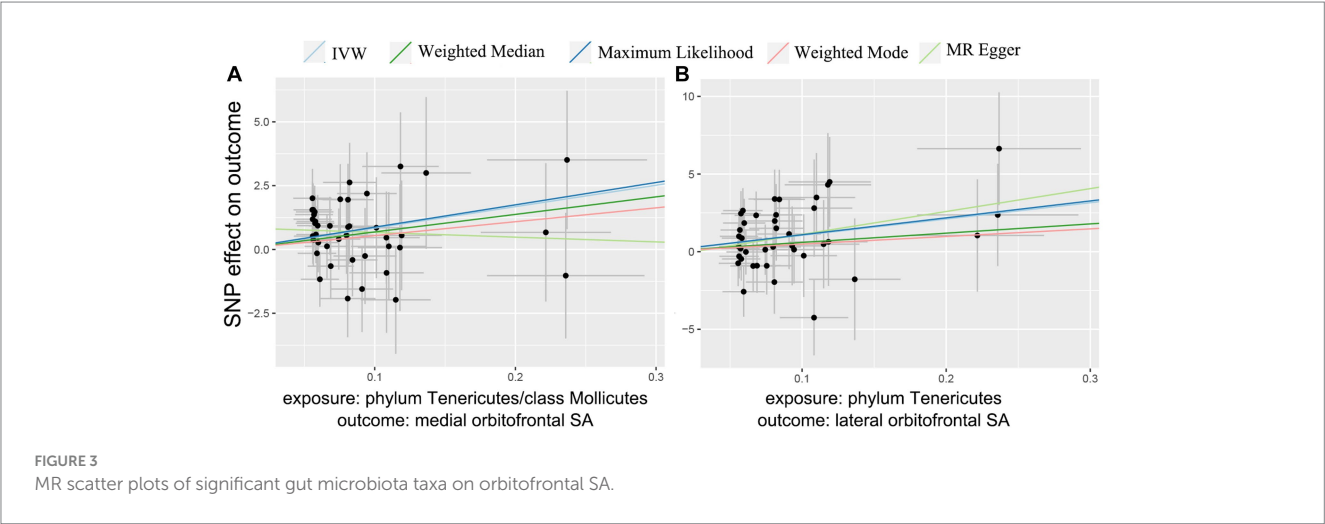 IVW Weighted Median Maximum Likelihood Weighted Mode MR Egger
A
SNP effect on outcome
5.0
2.5
0.0
−2.5
0.1 0.2 0.3
exposure: phylum Tenericutes/class Mollicutes
outcome: medial orbitofrontal SA
B
10
5
0
−5
0.1 0.2 0.3
exposure: phylum Tenericutes
outcome: lateral orbitofrontal SA
FIGURE 3
MR scatter plots of significant gut microbiota taxa on orbitofrontal SA.